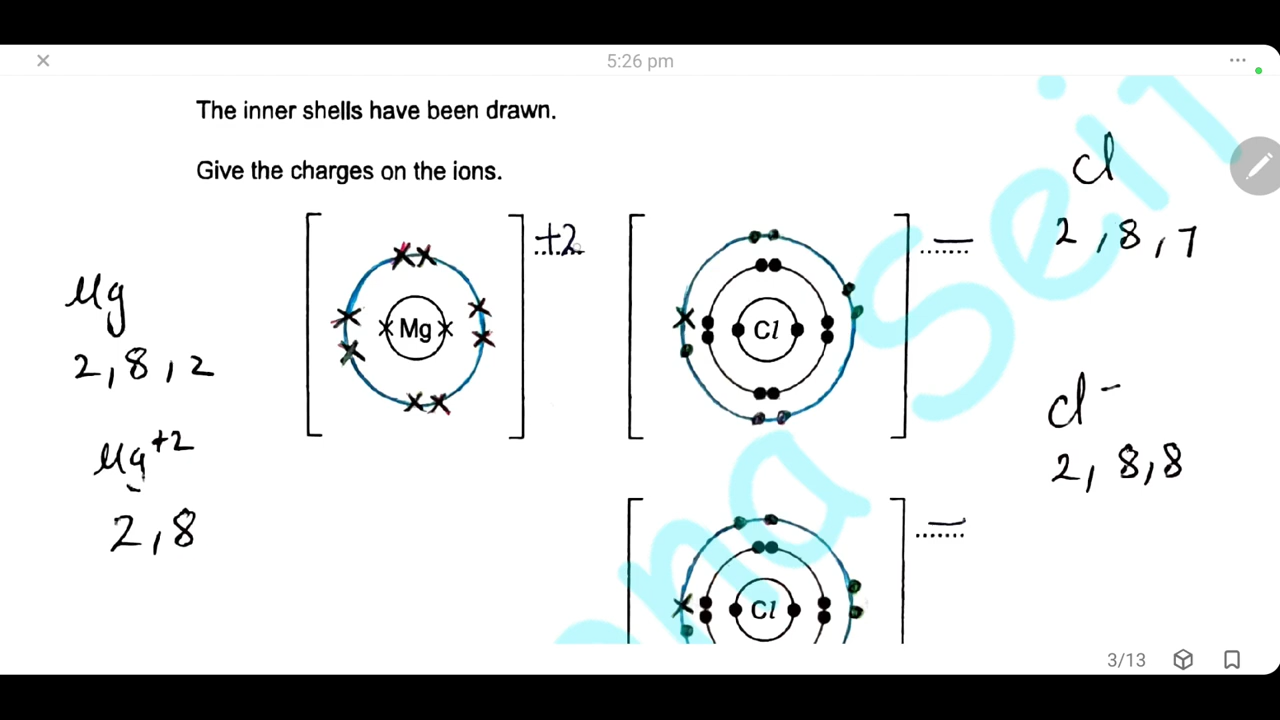 5:26 pm
The inner shells have been drawn.
Give the charges on the ions.
Cl
2, 8, 7
+2
–
Mg
2, 8, 2
Mg
Cl
Cl –
2, 8, 8
Mg +2
2, 8
–
Cl
3/13